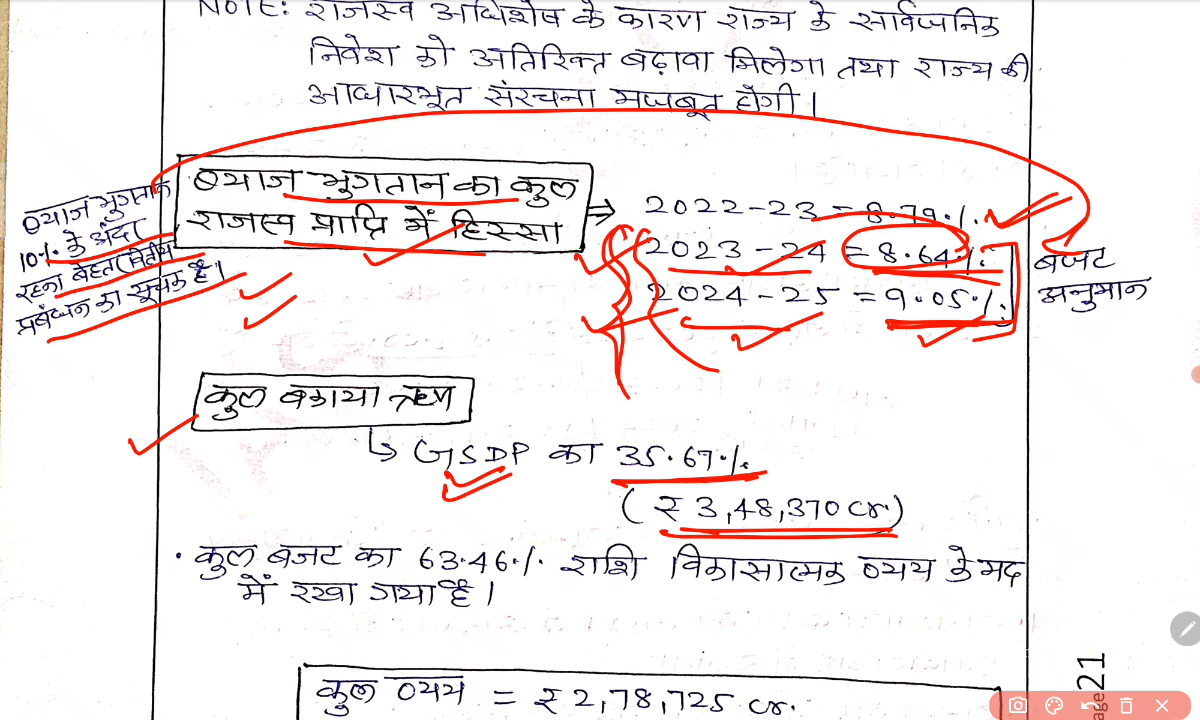 NOTE: राजस्व अधिशेष के कारण राज्य के सार्वजनिक
निवेश को अतिरिक्त बढ़ावा मिलेगा तथा राज्य की
आधारभूत संरचना मजबूत होगी।
ब्याज भुगतान का कुल
राजस्व प्राप्ति में हिस्सा
⇒ 2022-23 = 8.79%
2023-24 = 8.64%
2024-25 = 9.05%
बजट
अनुमान
ब्याज भुगतान
10% के अंदर
रहना बेहतर वित्तीय
प्रबंधन का सूचक है।
कुल बकाया ऋण
↳ GSDP का 35.67%
(₹ 3,48,370 cr.)
• कुल बजट का 63.46% राशि विकासात्मक व्यय के मद
में रखा गया है।
कुल व्यय = ₹2,78,725 cr.
Page21